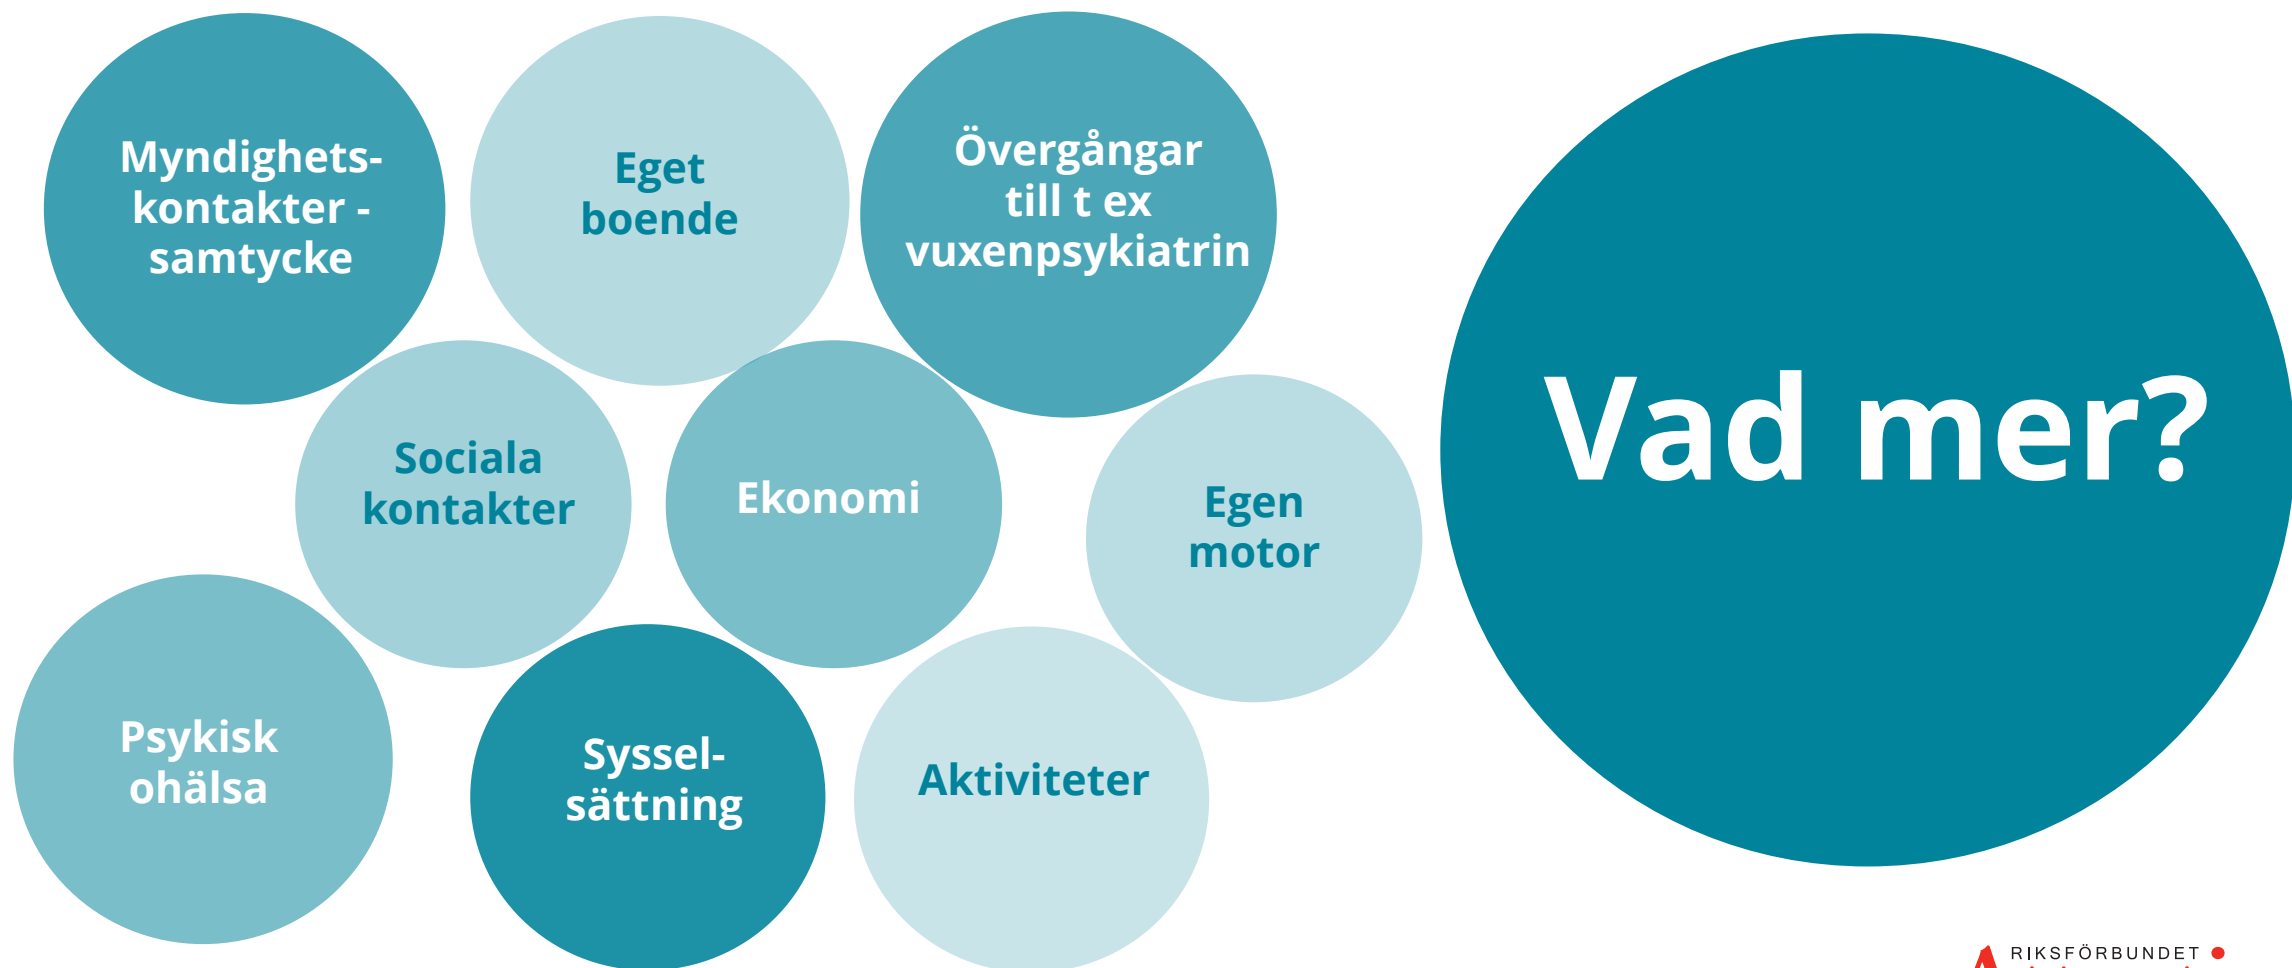 Myndighets-
kontakter -
samtycke
Eget
boende
Övergångar
till t ex
vuxenpsykiatrin
Sociala
kontakter
Ekonomi
Egen
motor
Psykisk
ohälsa
Syssel-
sättning
Aktiviteter
Vad mer?
RIKSFÖRBUNDET